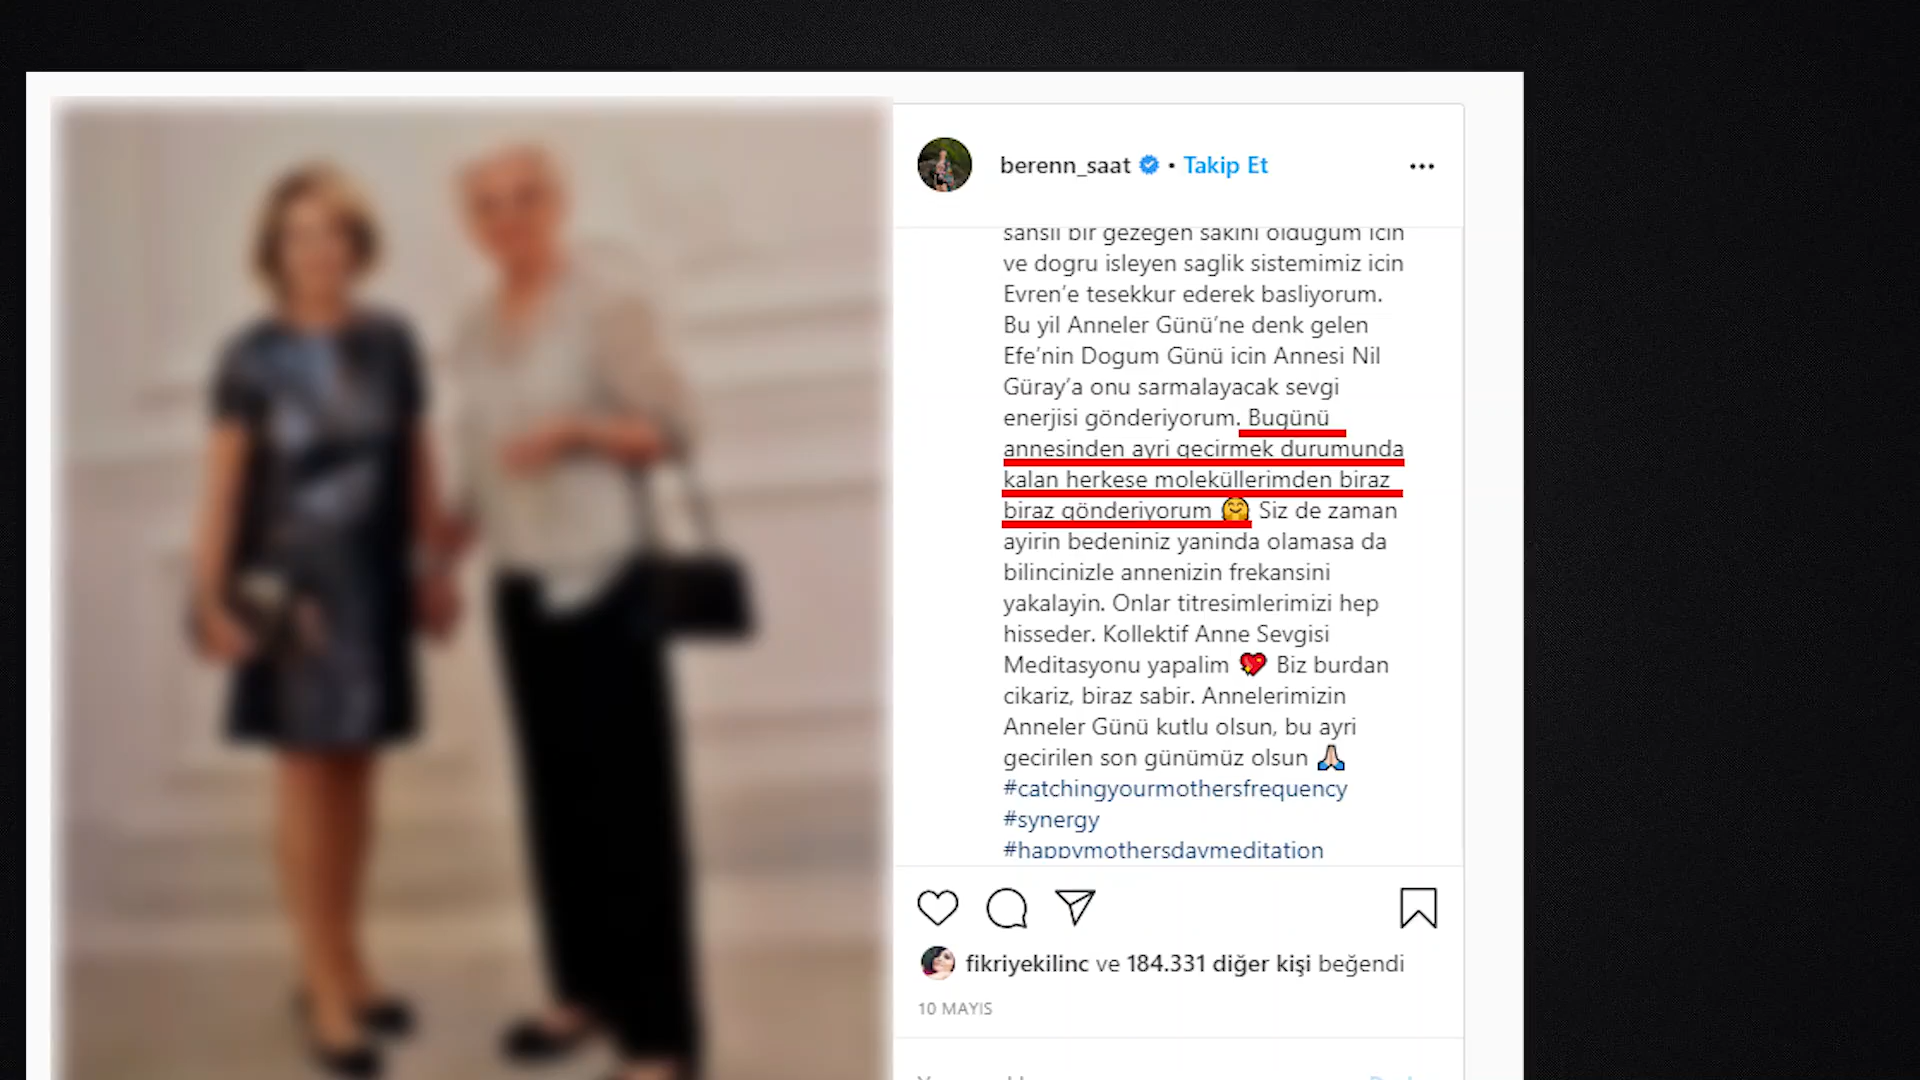 berenn_saat • Takip Et
sansli bir gezegen sakini oldugum icin
ve dogru isleyen saglik sistemimiz icin
Evren’e tesekkur ederek basliyorum.
Bu yil Anneler Günü’ne denk gelen
Efe’nin Dogum Günü icin Annesi Nil
Güray’a onu sarmalayacak sevgi
enerjisi gönderiyorum. Bugünü
annesinden ayri gecirmek durumunda
kalan herkese moleküllerimden biraz
biraz gönderiyorum 🤗 Siz de zaman
ayirin bedeniniz yaninda olamasa da
bilincinizle annenizin frekansini
yakalayin. Onlar titresimlerimizi hep
hisseder. Kollektif Anne Sevgisi
Meditasyonu yapalim 💖 Biz burdan
cikariz, biraz sabir. Annelerimizin
Anneler Günü kutlu olsun, bu ayri
gecirilen son günümüz olsun 🙏🏻
#catchingyourmothersfrequency
#synergy
#happymothersdaymeditation
fikriyekilinc ve 184.331 diğer kişi beğendi
10 MAYIS